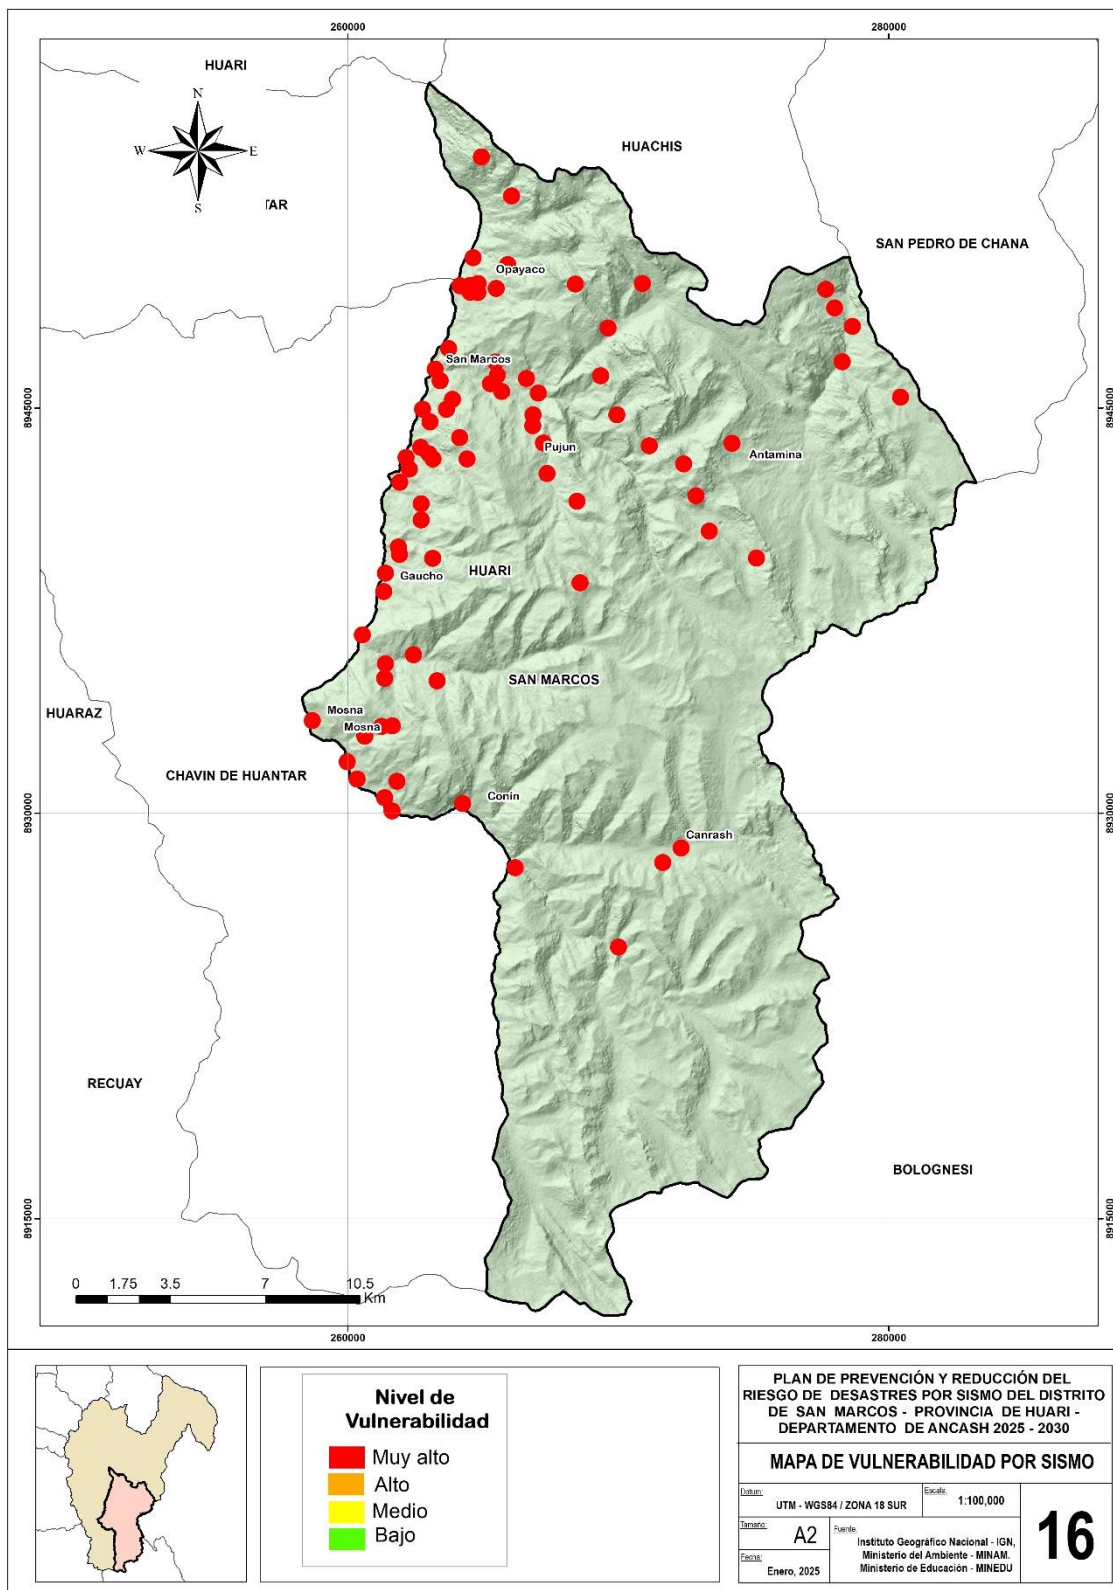 260000
280000
HUARI
N
W
E
S
TAR
HUACHIS
SAN PEDRO DE CHANA
Opayaco
San Marcos
8945000
8945000
Pujun
Antamina
Gaucho
HUARI
SAN MARCOS
Mosna
Mosna
HUARAZ
CHAVIN DE HUANTAR
Conin
8930000
8930000
Canrash
RECUAY
BOLOGNESI
8915000
8915000
0 1.75 3.5 7 10.5
Km
260000
280000
Nivel de
Vulnerabilidad
Muy alto
Alto
Medio
Bajo
PLAN DE PREVENCIÓN Y REDUCCIÓN DEL
RIESGO DE DESASTRES POR SISMO DEL DISTRITO
DE SAN MARCOS - PROVINCIA DE HUARI -
DEPARTAMENTO DE ANCASH 2025 - 2030
MAPA DE VULNERABILIDAD POR SISMO
Datum:
UTM - WGS84 / ZONA 18 SUR
Escala:
1:100,000
Tamaño:
A2
Fecha:
Enero, 2025
Fuente:
Instituto Geográfico Nacional - IGN,
Ministerio del Ambiente - MINAM.
Ministerio de Educación - MINEDU
16